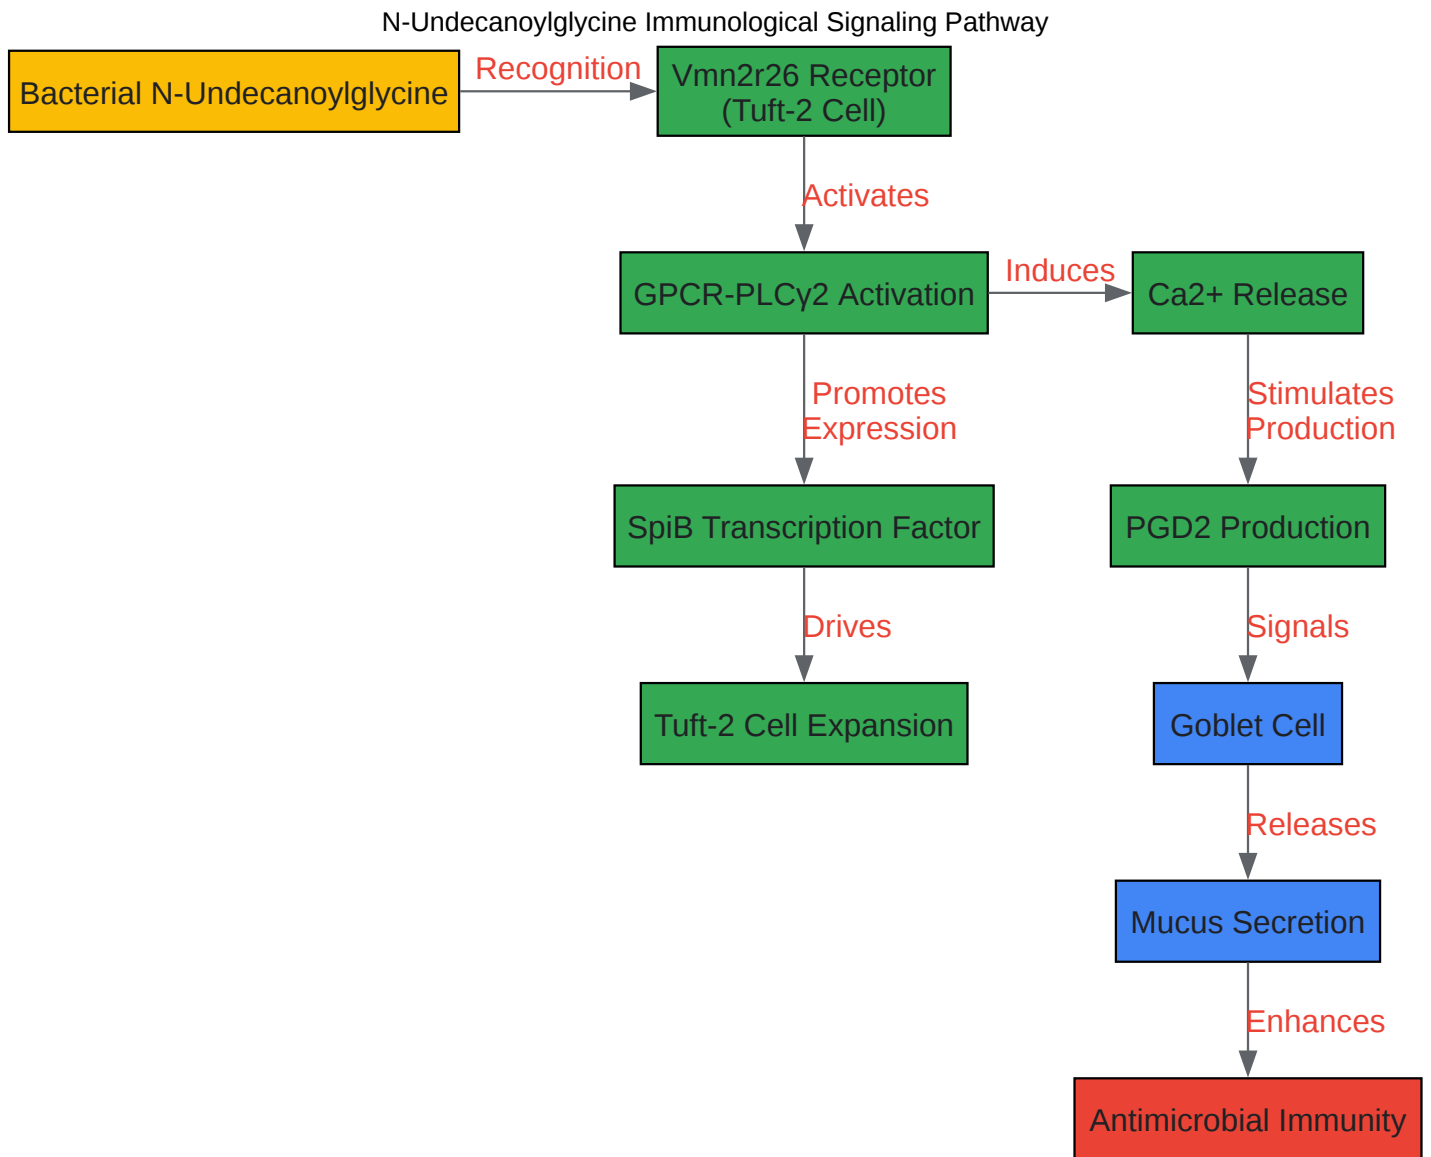 N-Undecanoylglycine Immunological Signaling Pathway
Bacterial N-Undecanoylglycine
Recognition
Vmn2r26 Receptor
(Tuft-2 Cell)
Activates
GPCR-PLCγ2 Activation
Induces
Ca2+ Release
Promotes
Expression
Stimulates
Production
SpiB Transcription Factor
PGD2 Production
Drives
Signals
Tuft-2 Cell Expansion
Goblet Cell
Releases
Mucus Secretion
Enhances
Antimicrobial Immunity